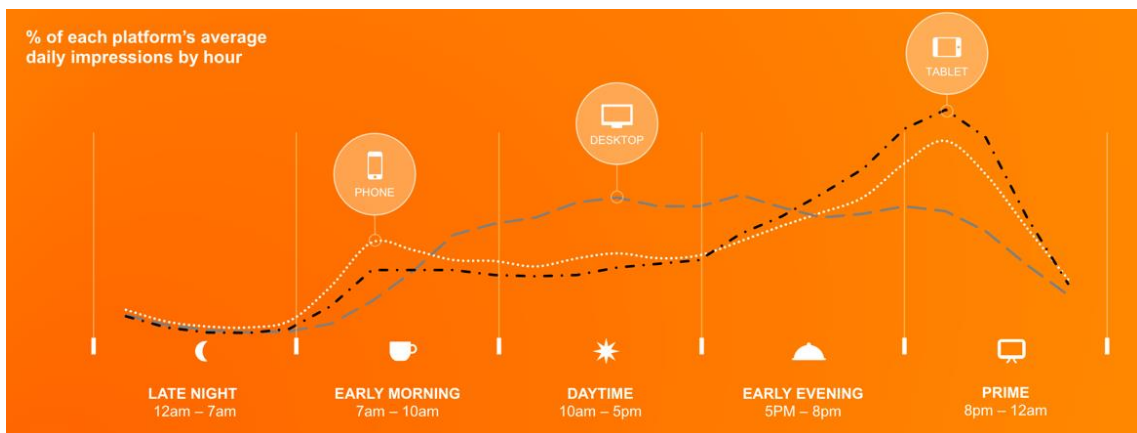 % of each platform's average
daily impressions by hour
PHONE
DESKTOP
TABLET
LATE NIGHT
12am – 7am
EARLY MORNING
7am – 10am
DAYTIME
10am – 5pm
EARLY EVENING
5PM – 8pm
PRIME
8pm – 12am